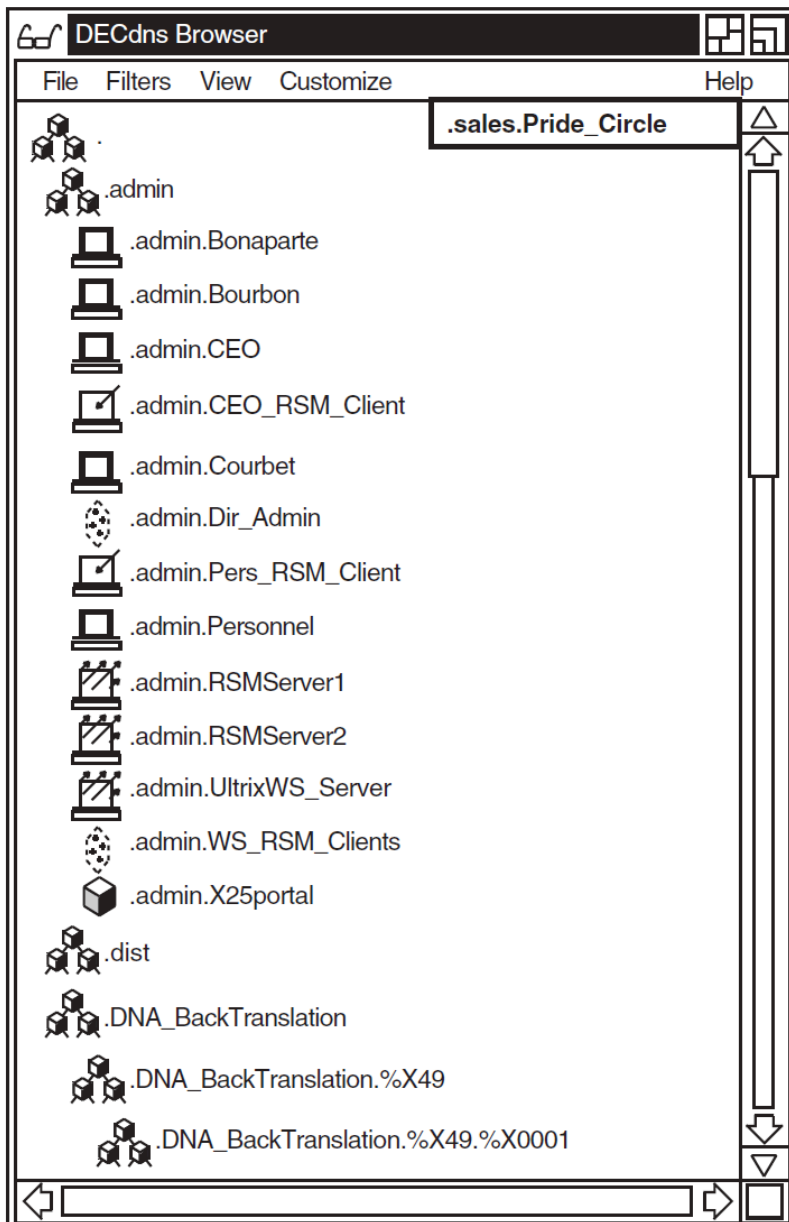 DECdns Browser
File Filters View Customize Help
.sales.Pride_Circle
.
.admin
.admin.Bonaparte
.admin.Bourbon
.admin.CEO
.admin.CEO_RSM_Client
.admin.Courbet
.admin.Dir_Admin
.admin.Pers_RSM_Client
.admin.Personnel
.admin.RSMServer1
.admin.RSMServer2
.admin.UltrixWS_Server
.admin.WS_RSM_Clients
.admin.X25portal
.dist
.DNA_BackTranslation
.DNA_BackTranslation.%X49
.DNA_BackTranslation.%X49.%X0001